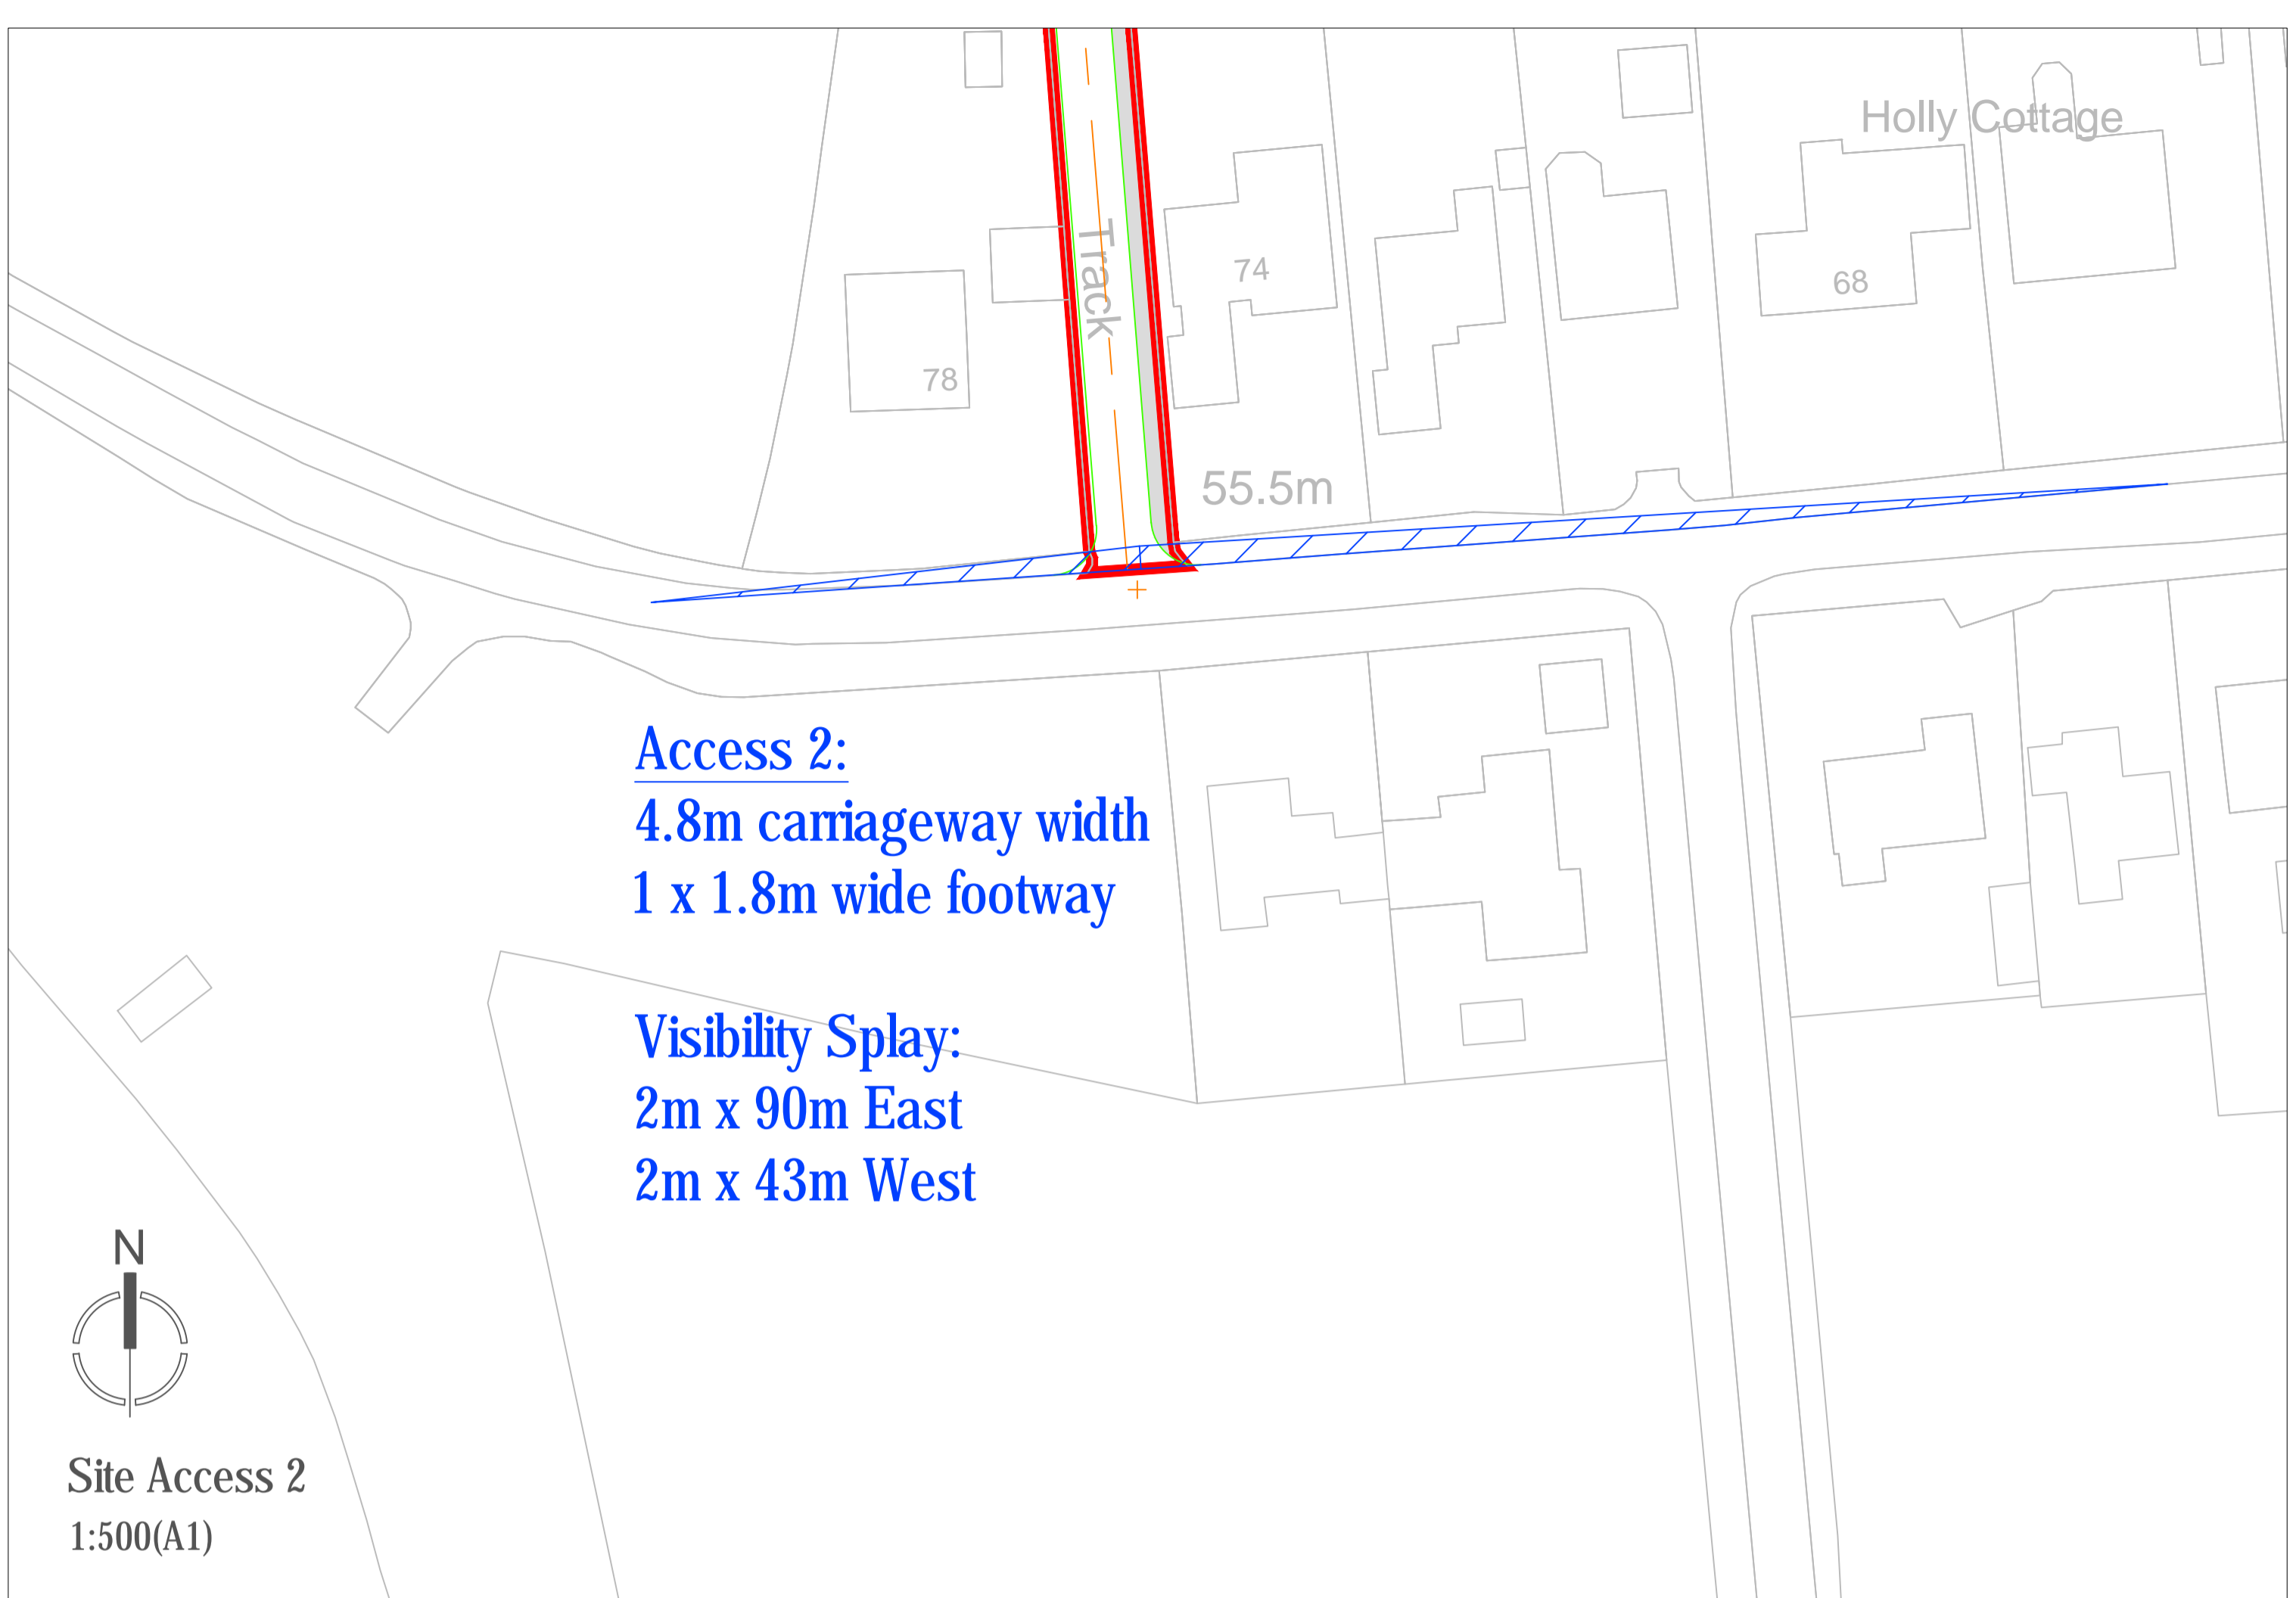 Holly Cottage
Track
74
68
78
55.5m
Access 2:
4.8m carriageway width
1 x 1.8m wide footway
Visibility Splay:
2m x 90m East
2m x 43m West
N
Site Access 2
1:500(A1)